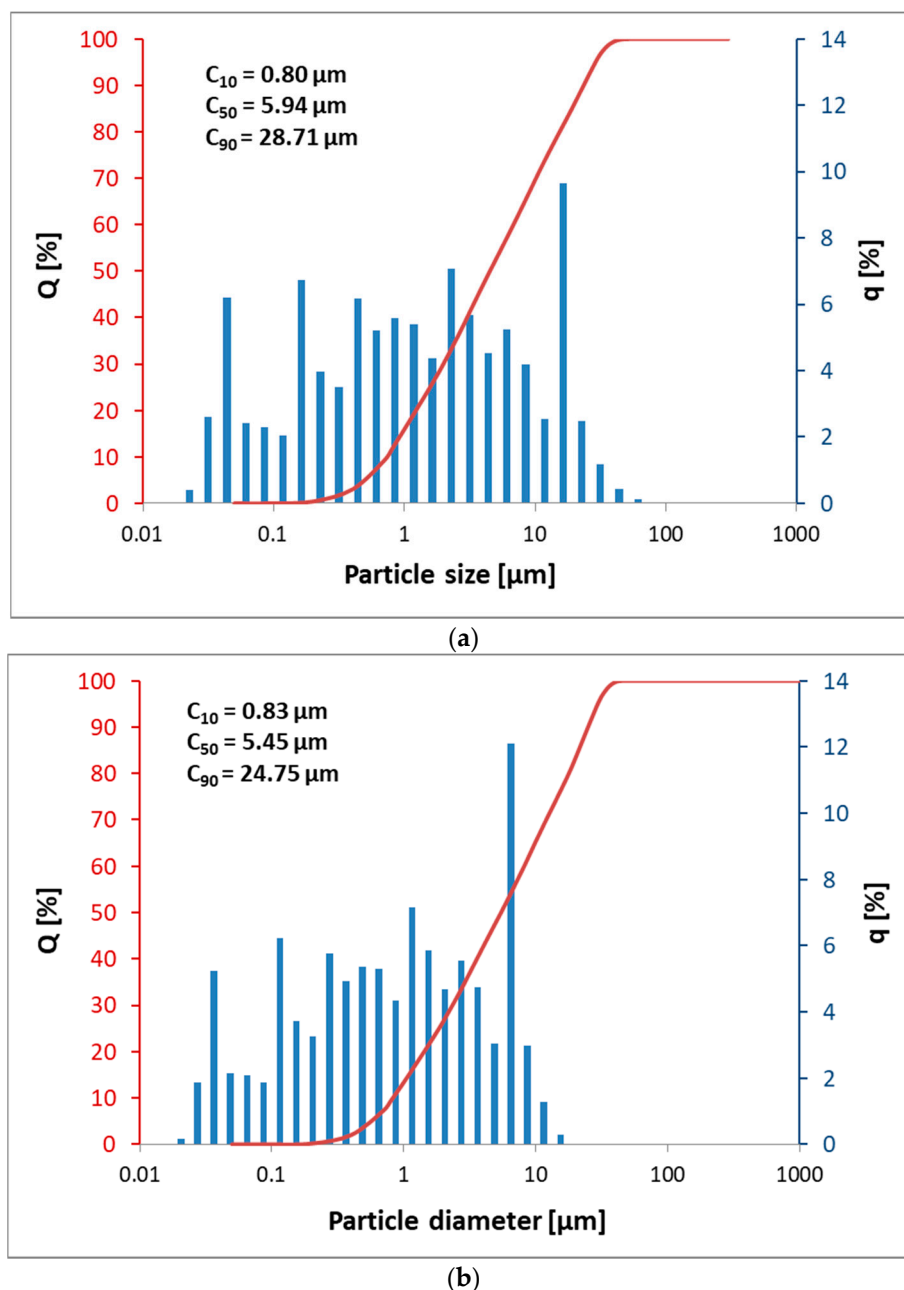 C10 = 0.80 µm
C50 = 5.94 µm
C90 = 28.71 µm
Q [%]
100
90
80
70
60
50
40
30
20
10
0
14
12
10
8
6
4
2
0
q [%]
0.01 0.1 1 10 100 1000
Particle size [µm]
(a)
C10 = 0.83 µm
C50 = 5.45 µm
C90 = 24.75 µm
Q [%]
100
90
80
70
60
50
40
30
20
10
0
14
12
10
8
6
4
2
0
q [%]
0.01 0.1 1 10 100 1000
Particle diameter [µm]
(b)